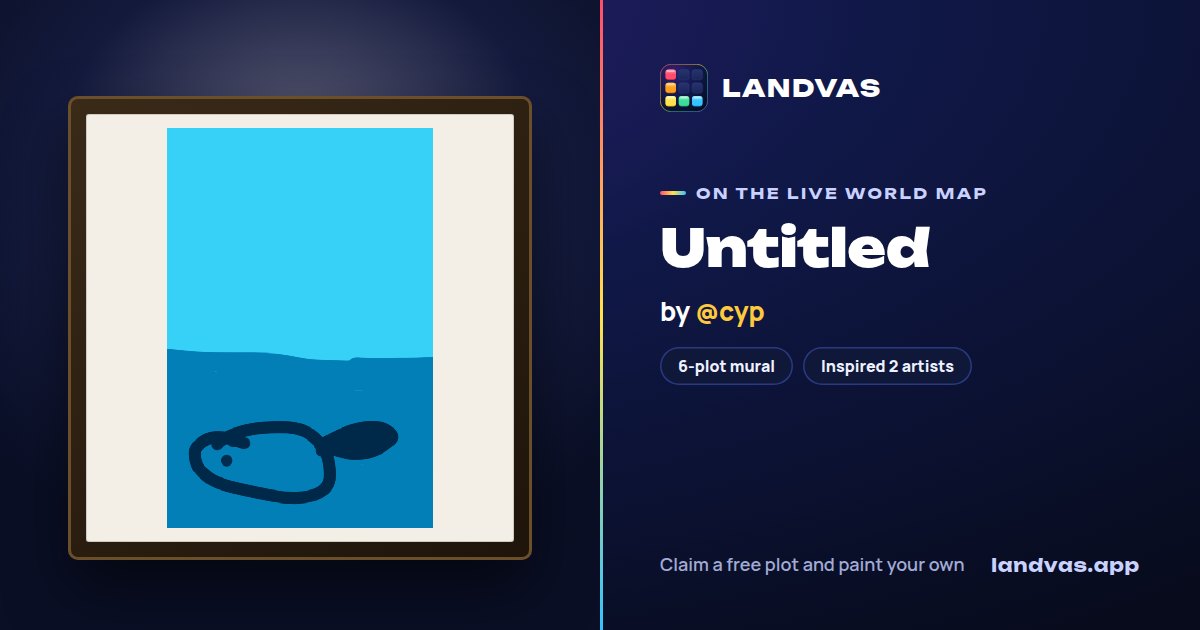 LANDVAS
ON THE LIVE WORLD MAP
Untitled
by @cyp
6-plot mural
Inspired 2 artists
Claim a free plot and paint your own
landvas.app